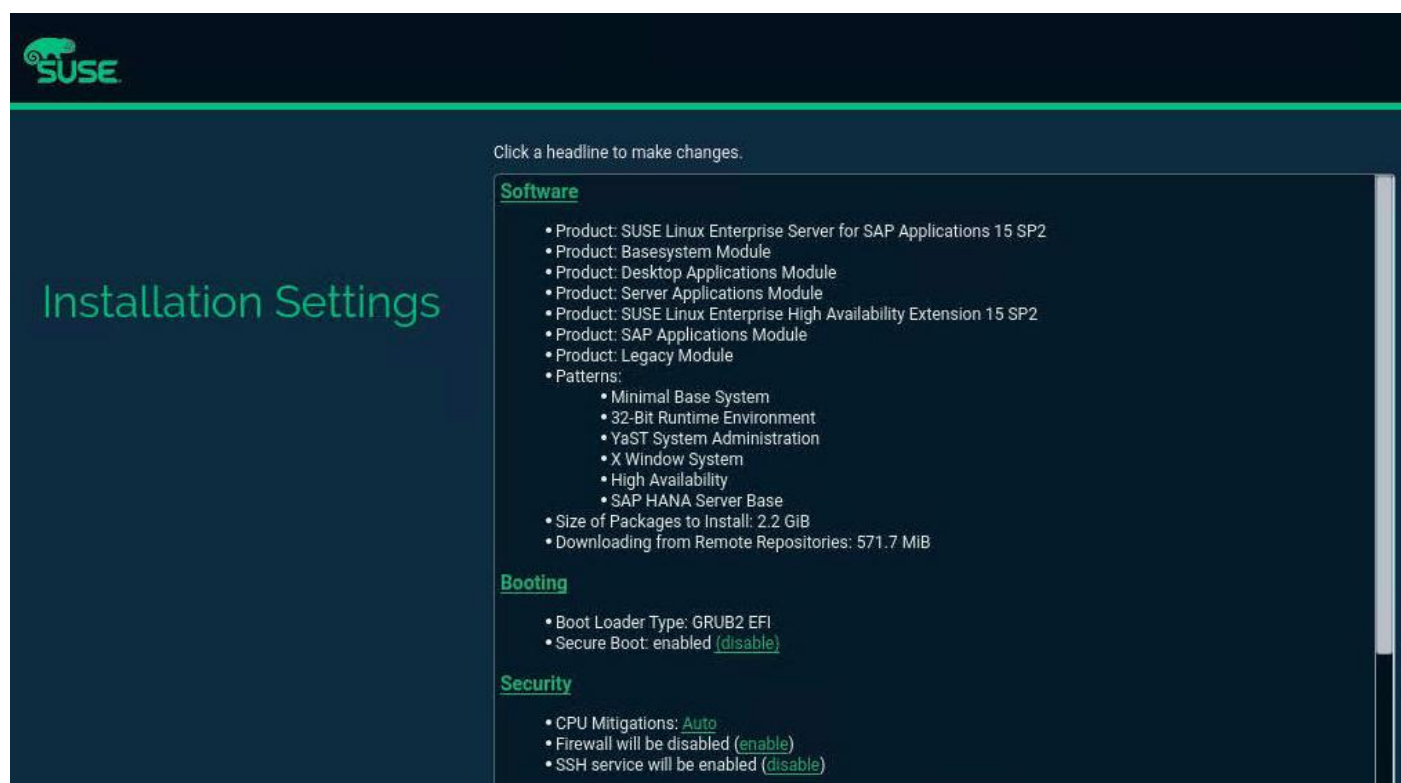 SUSE
Click a headline to make changes.
Installation Settings
Software
• Product: SUSE Linux Enterprise Server for SAP Applications 15 SP2
• Product: Basesystem Module
• Product: Desktop Applications Module
• Product: Server Applications Module
• Product: SUSE Linux Enterprise High Availability Extension 15 SP2
• Product: SAP Applications Module
• Product: Legacy Module
• Patterns:
• Minimal Base System
• 32-Bit Runtime Environment
• YaST System Administration
• X Window System
• High Availability
• SAP HANA Server Base
• Size of Packages to Install: 2.2 GiB
• Downloading from Remote Repositories: 571.7 MiB
Booting
• Boot Loader Type: GRUB2 EFI
• Secure Boot: enabled (disable)
Security
• CPU Mitigations: Auto
• Firewall will be disabled (enable)
• SSH service will be enabled (disable)